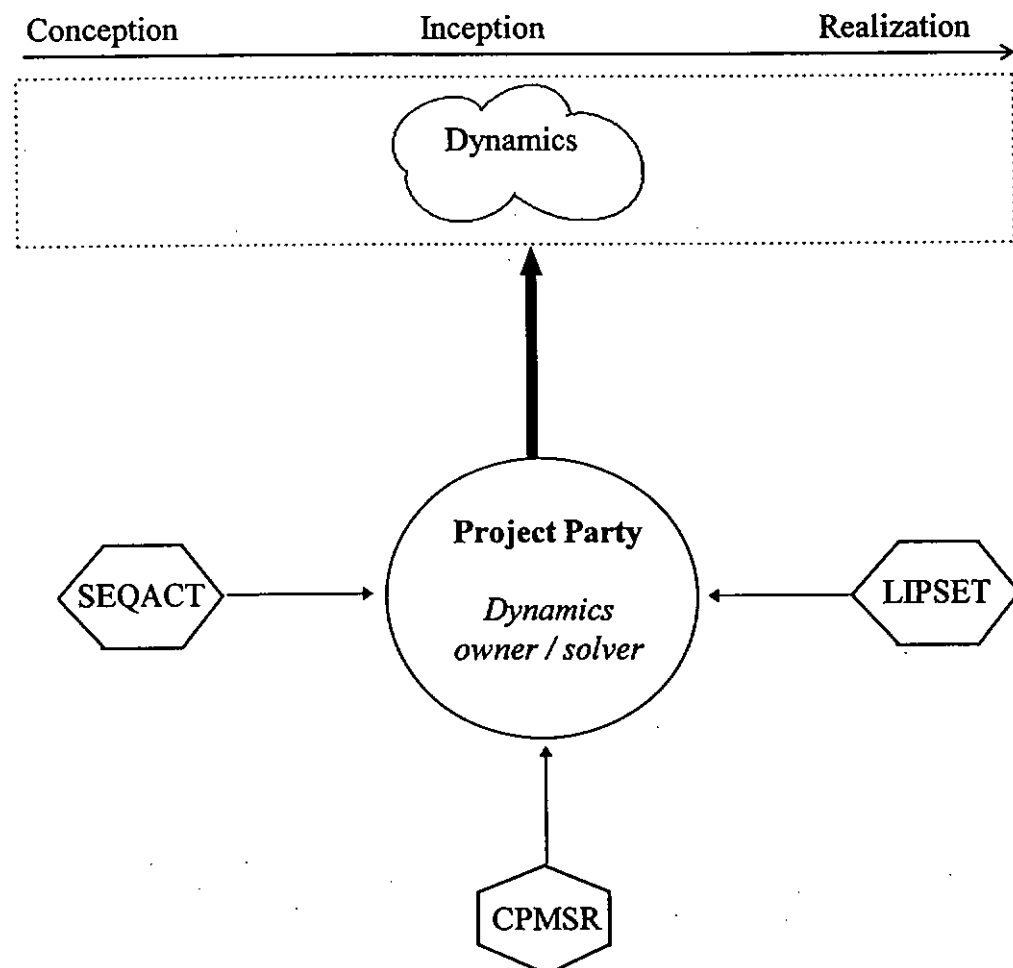 Conception Inception Realization
Dynamics
Project Party
Dynamics
owner / solver
SEQACT
LIPSET
CPMSR